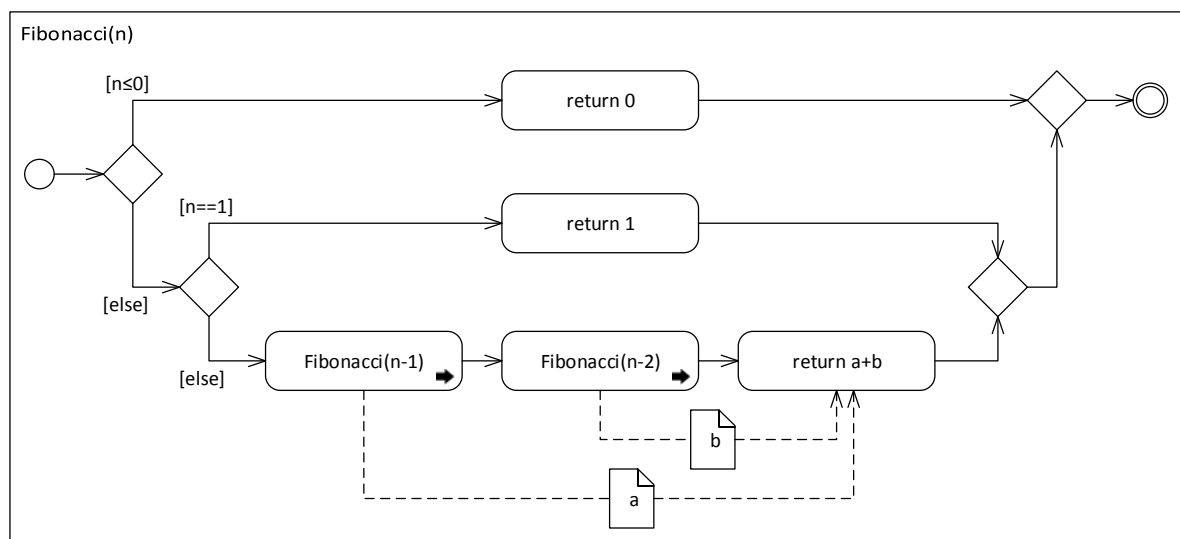 Fibonacci(n)
[n≤0]
return 0
[n==1]
return 1
[else]
[else]
Fibonacci(n-1)
Fibonacci(n-2)
return a+b
b
a